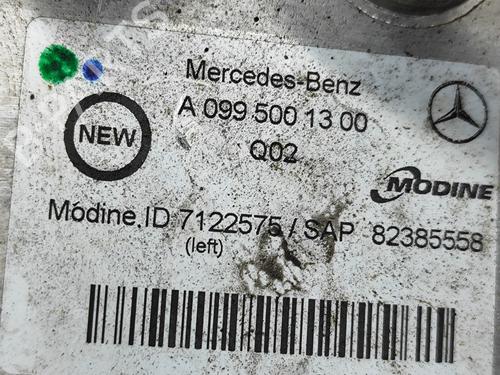 Mercedes-Benz
A 099 500 13 00
NEW
Q02
MODINE
Modine.ID 7122575 / SAP 82385558
(left)